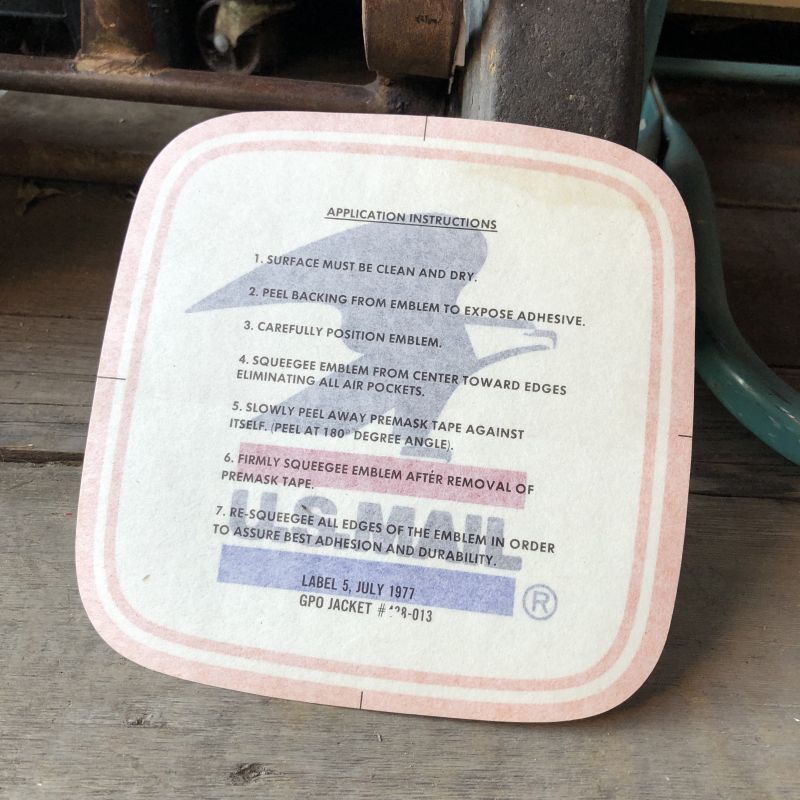 APPLICATION INSTRUCTIONS
1. SURFACE MUST BE CLEAN AND DRY.
2. PEEL BACKING FROM EMBLEM TO EXPOSE ADHESIVE.
3. CAREFULLY POSITION EMBLEM.
4. SQUEEGEE EMBLEM FROM CENTER TOWARD EDGES
ELIMINATING ALL AIR POCKETS.
5. SLOWLY PEEL AWAY PREMASK TAPE AGAINST
ITSELF. (PEEL AT 180° DEGREE ANGLE).
6. FIRMLY SQUEEGEE EMBLEM AFTER REMOVAL OF
PREMASK TAPE.
U.S.MAIL
7. RE-SQUEEGEE ALL EDGES OF THE EMBLEM IN ORDER
TO ASSURE BEST ADHESION AND DURABILITY.
LABEL 5, JULY 1977
GPO JACKET
®